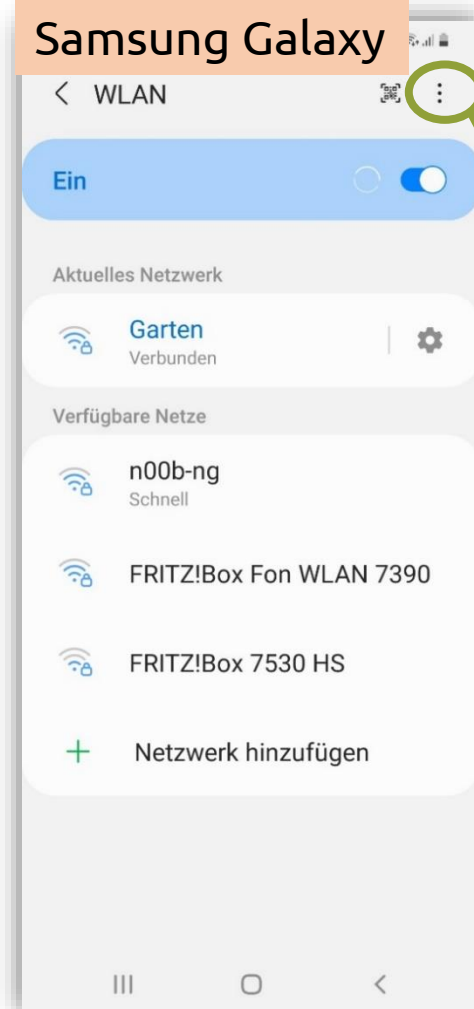 Samsung Galaxy
WLAN
Ein
Aktuelles Netzwerk
Garten
Verbunden
Verfügbare Netze
n00b-ng
Schnell
FRITZ!Box Fon WLAN 7390
FRITZ!Box 7530 HS
Netzwerk hinzufügen